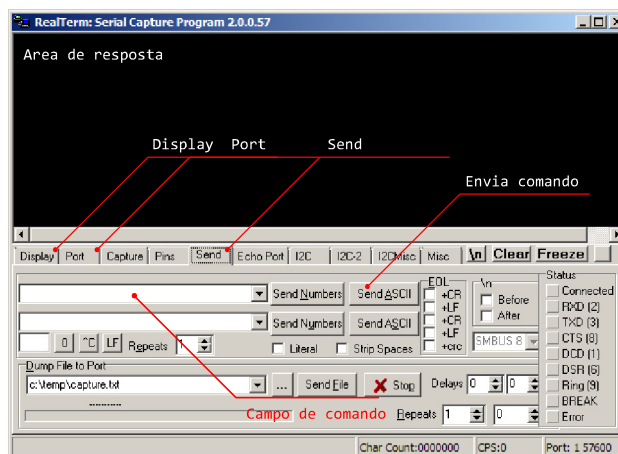 RealTerm: Serial Capture Program 2.0.0.57
Area de resposta
Display Port Send
Envia comando
Display Port Capture Pins Send Echo Port I2C I2C-2 I2CMisc Misc \n Clear Freeze
EOL \n Status
Send Numbers Send ASCII +CR Before Connected
+LF After RXD (2)
Send Numbers Send ASCII +CR TXD (3)
+LF SMBUS 8 CTS (8)
0 ^C LF Repeats 1 Literal Strip Spaces +crc DCD (1)
Dump File to Port DSR (6)
c:\temp\capture.txt ... Send File Stop Delays 0 0 Ring (9)
BREAK
Campo de comando Repeats 1 0 Error
Char Count:0000000 CPS:0 Port: 1 57600